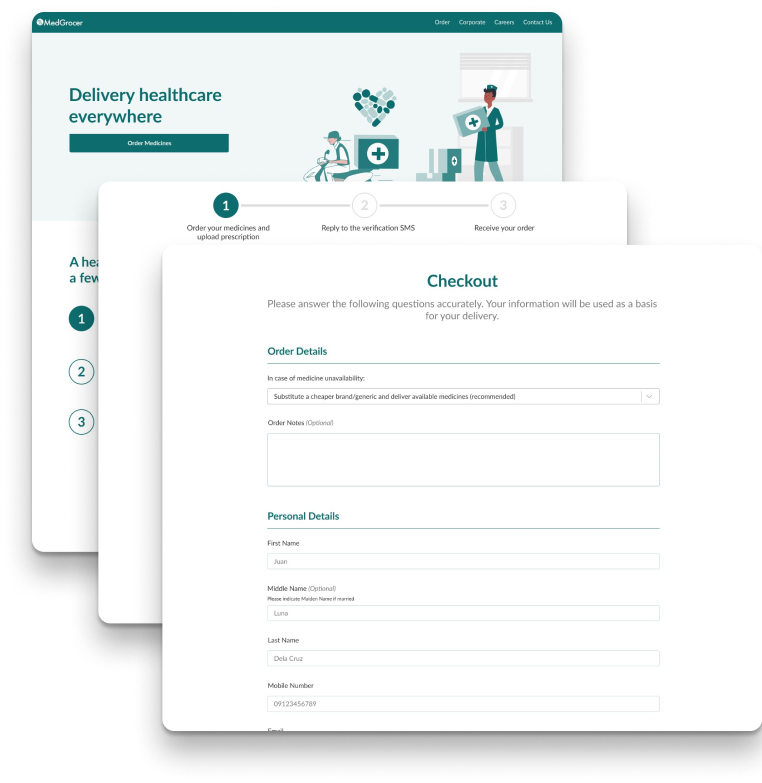 MedGrocer
Order Corporate Careers Contact Us
Delivery healthcare
everywhere
Order Medicines
1
2
3
Order your medicines and
upload prescription
Reply to the verification SMS
Receive your order
A hea
a few
1
2
3
Checkout
Please answer the following questions accurately. Your information will be used as a basis
for your delivery.
Order Details
In case of medicine unavailability:
Substitute a cheaper brand/generic and deliver available medicines (recommended)
Order Notes (Optional)
Personal Details
First Name
Juan
Middle Name (Optional)
Please indicate Maiden Name if married
Luna
Last Name
Dela Cruz
Mobile Number
09123456789
Email